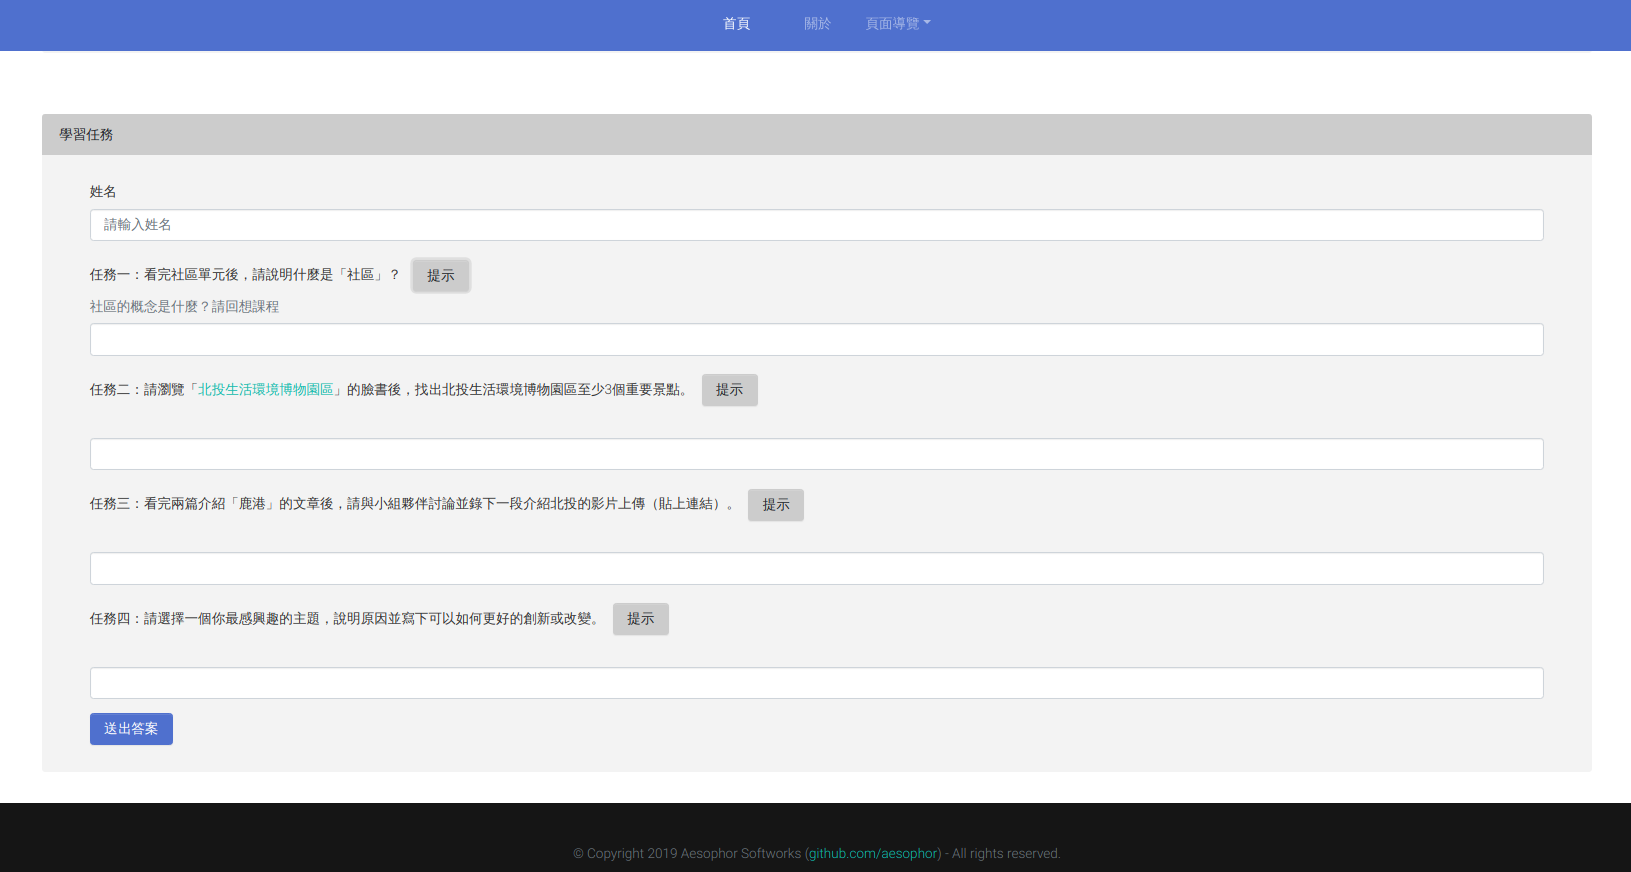 首頁 關於 頁面導覽
學習任務
姓名
請輸入姓名
任務一：看完社區單元後，請說明什麼是「社區」？ 提示
社區的概念是什麼？請回想課程
任務二：請瀏覽「北投生活環境博物園區」的臉書後，找出北投生活環境博物園區至少3個重要景點。 提示
任務三：看完兩篇介紹「鹿港」的文章後，請與小組夥伴討論並錄下一段介紹北投的影片上傳（貼上連結）。 提示
任務四：請選擇一個你最感興趣的主題，說明原因並寫下可以如何更好的創新或改變。 提示
送出答案
© Copyright 2019 Aesophor Softworks (github.com/aesophor) - All rights reserved.